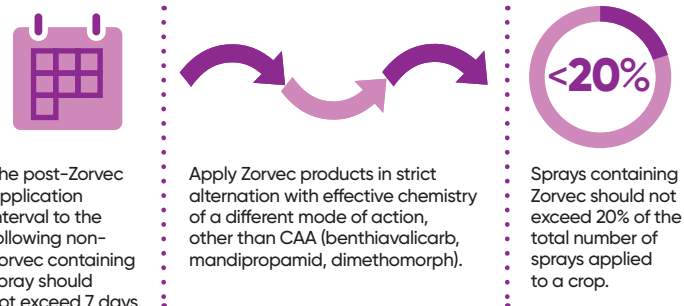 he post-Zorvec
pplication
nterval to the
ollowing non-
orvec containing
pray should
ot exceed 7 days.
Apply Zorvec products in strict
alternation with effective chemistry
of a different mode of action,
other than CAA (benthiavalicarb,
mandipropamid, dimethomorph).
<20%
Sprays containing
Zorvec should not
exceed 20% of the
total number of
sprays applied
to a crop.